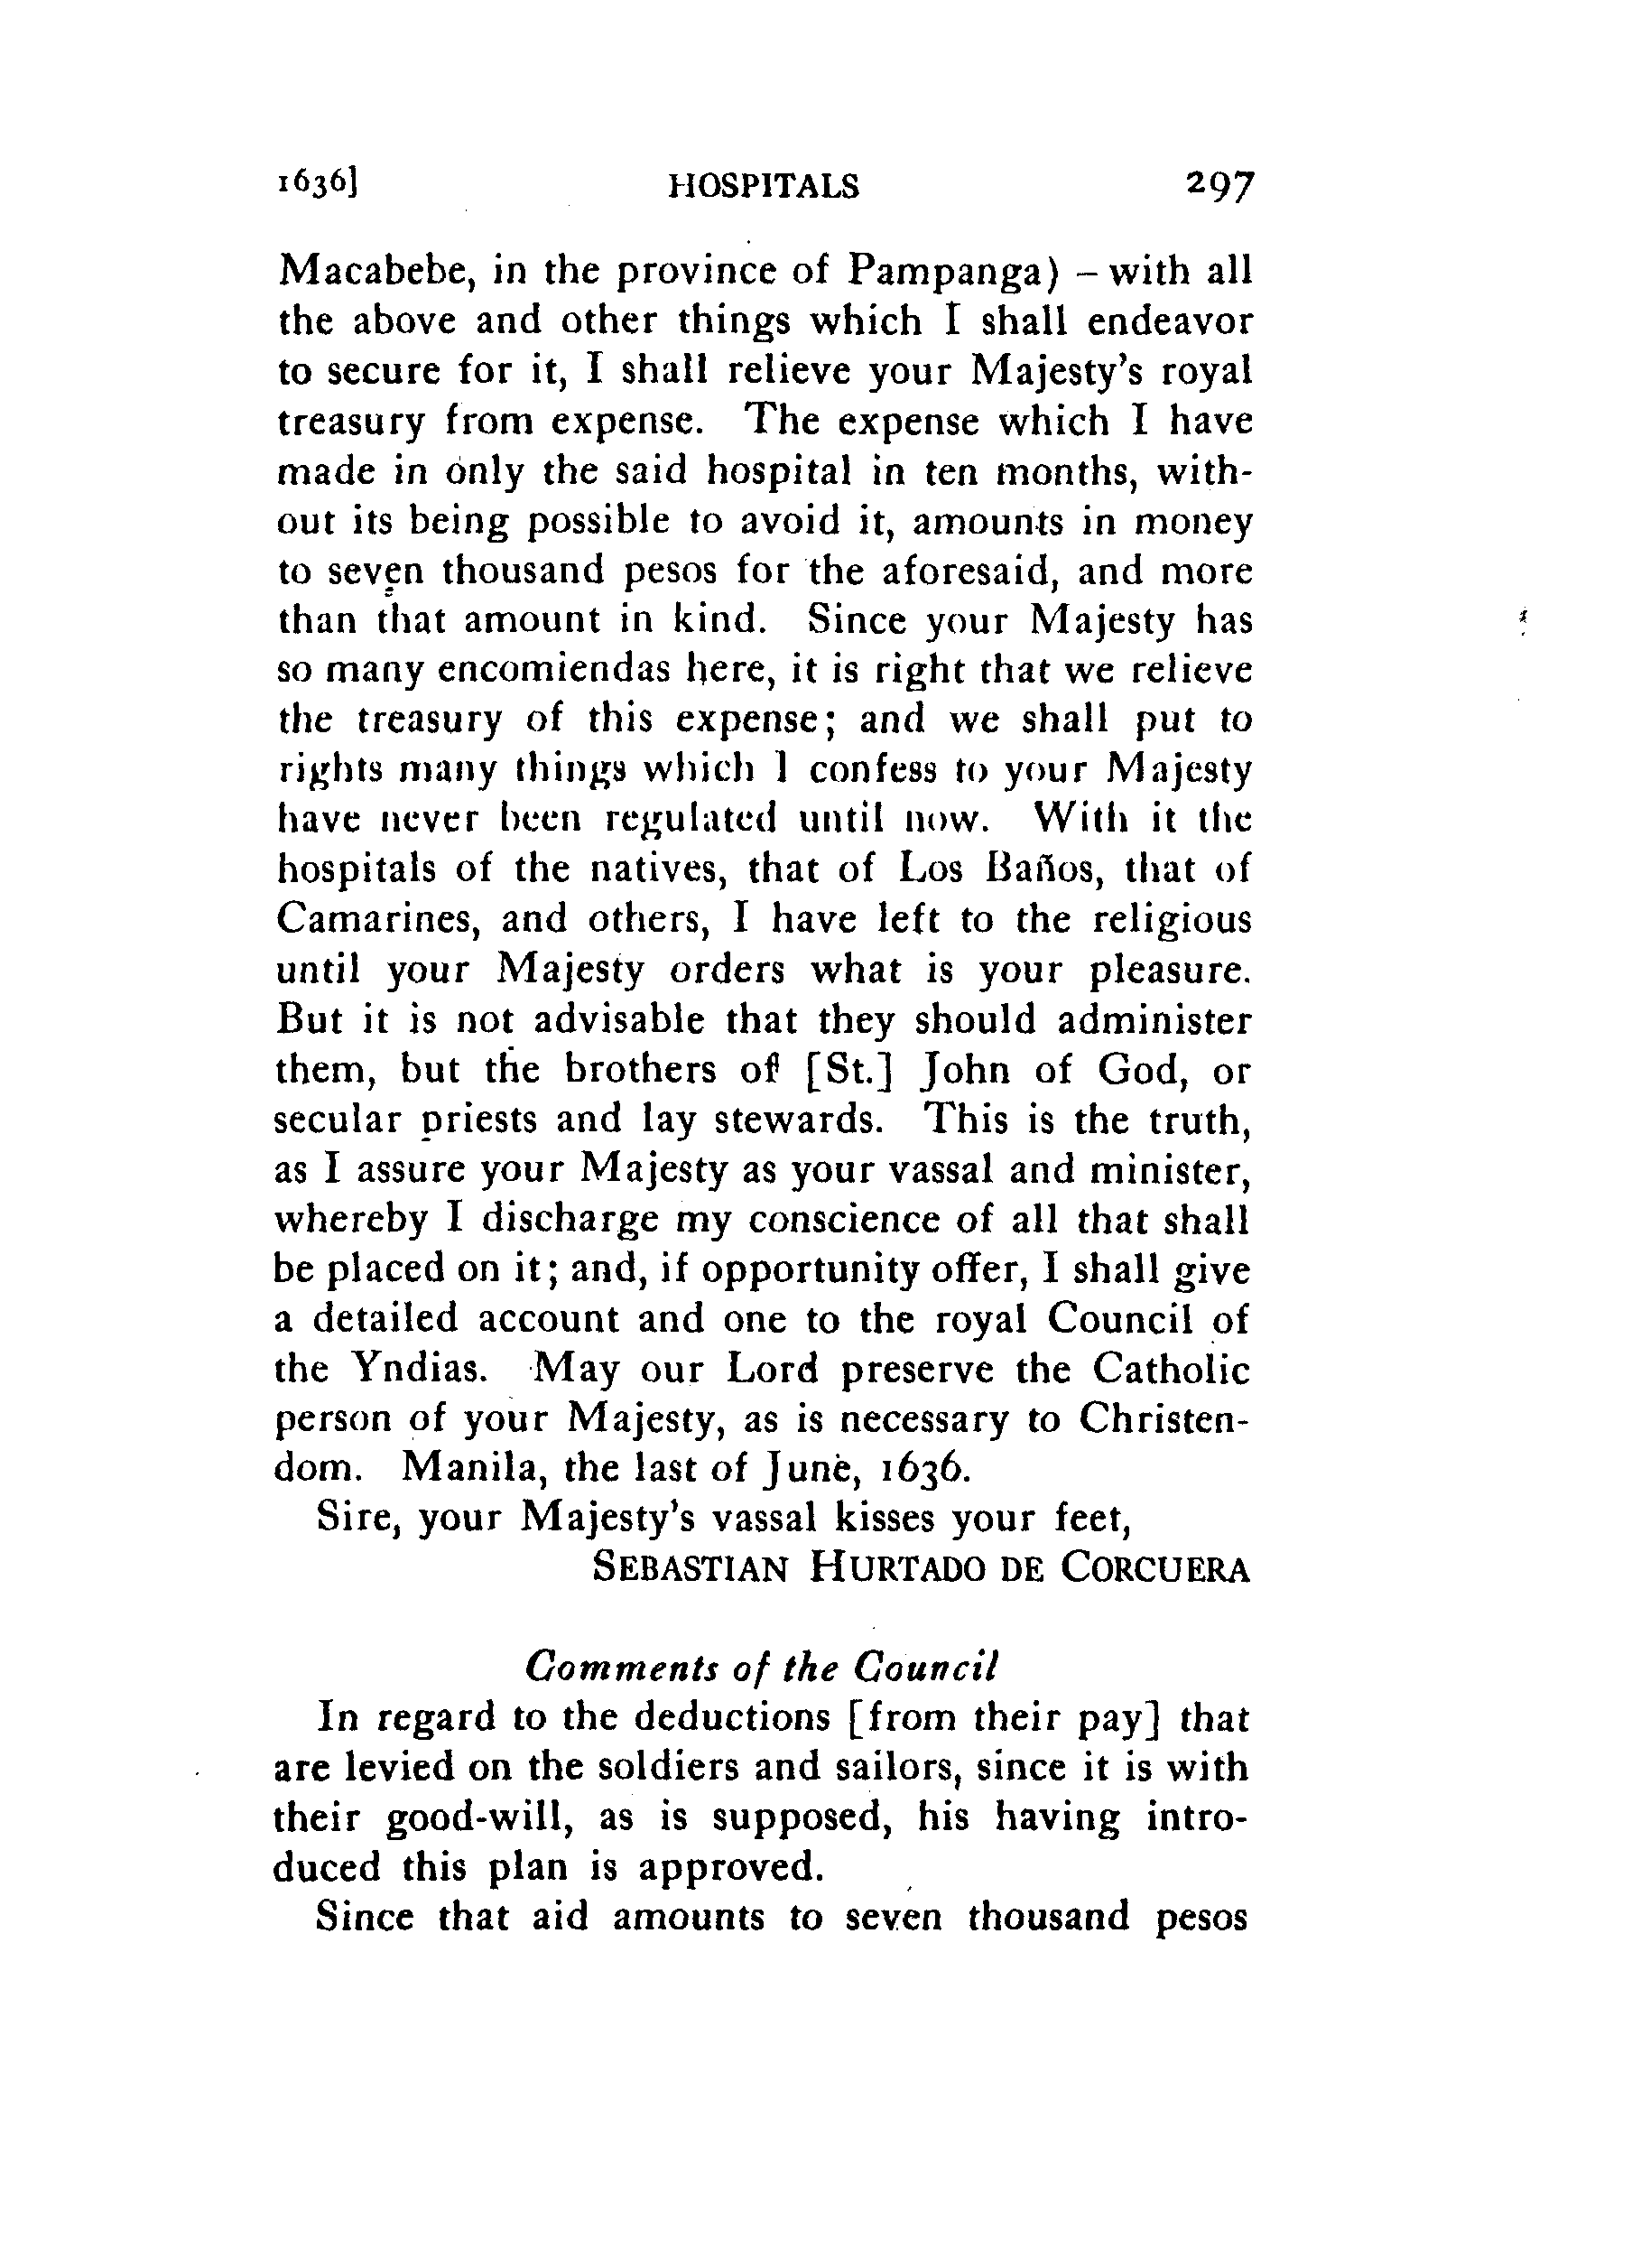 1636] HOSPITALS 297
Macabebe, in the province of Pampanga) – with all
the above and other things which I shall endeavor
to secure for it, I shall relieve your Majesty's royal
treasury from expense. The expense which I have
made in only the said hospital in ten months, with-
out its being possible to avoid it, amounts in money
to seven thousand pesos for the aforesaid, and more
than that amount in kind. Since your Majesty has
so many encomiendas here, it is right that we relieve
the treasury of this expense; and we shall put to
rights many things which I confess to your Majesty
have never been regulated until now. With it the
hospitals of the natives, that of Los Baños, that of
Camarines, and others, I have left to the religious
until your Majesty orders what is your pleasure.
But it is not advisable that they should administer
them, but the brothers of [St.] John of God, or
secular priests and lay stewards. This is the truth,
as I assure your Majesty as your vassal and minister,
whereby I discharge my conscience of all that shall
be placed on it; and, if opportunity offer, I shall give
a detailed account and one to the royal Council of
the Yndias. May our Lord preserve the Catholic
person of your Majesty, as is necessary to Christen-
dom. Manila, the last of June, 1636.
Sire, your Majesty's vassal kisses your feet,
SEBASTIAN HURTADO DE CORCUERA
Comments of the Council
In regard to the deductions [from their pay] that
are levied on the soldiers and sailors, since it is with
their good-will, as is supposed, his having intro-
duced this plan is approved.
Since that aid amounts to seven thousand pesos